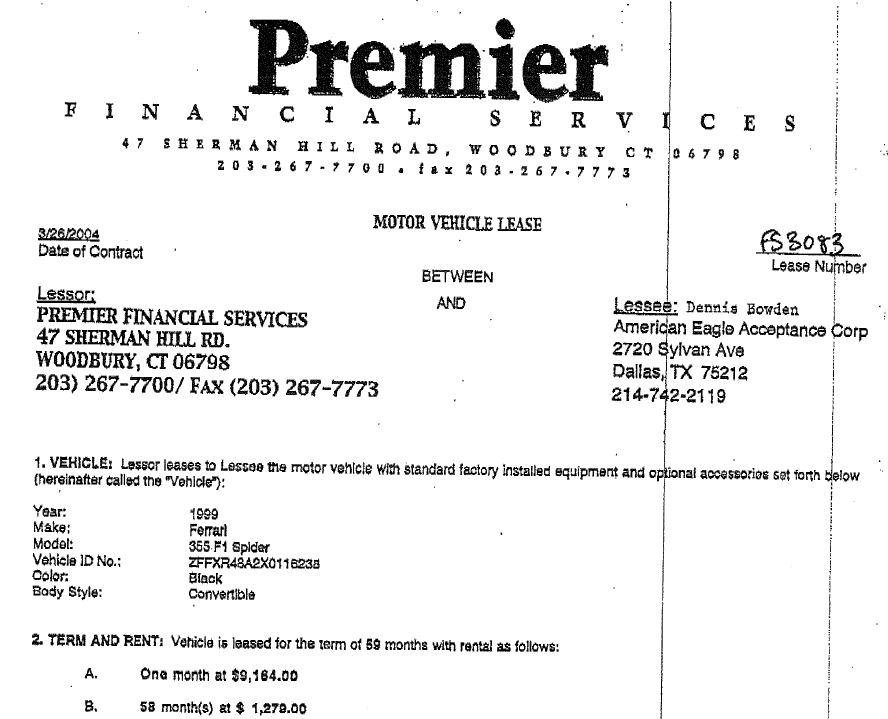 Premier
FINANCIAL SERVICES
47 SHERMAN HILL ROAD, WOODBURY CT 06798
203-267-7700 • fax 203-267-7773
MOTOR VEHICLE LEASE
3/26/2004
Date of Contract
FS3083
Lease Number
BETWEEN
AND
Lessor:
PREMIER FINANCIAL SERVICES
47 SHERMAN HILL RD.
WOODBURY, CT 06798
203) 267-7700/ FAX (203) 267-7773
Lessee: Dennis Bowden
American Eagle Acceptance Corp
2720 Sylvan Ave
Dallas, TX 75212
214-742-2119
1. VEHICLE: Lessor leases to Lessee the motor vehicle with standard factory installed equipment and optional accessories set forth below
(hereinafter called the "Vehicle"):
Year: 1999
Make: Ferrari
Model: 355 F1 Spider
Vehicle ID No.: ZFFXR48A2X0116238
Color: Black
Body Style: Convertible
2. TERM AND RENT: Vehicle is leased for the term of 59 months with rental as follows:
A. One month at $9,164.00
B. 58 month(s) at $ 1,279.00